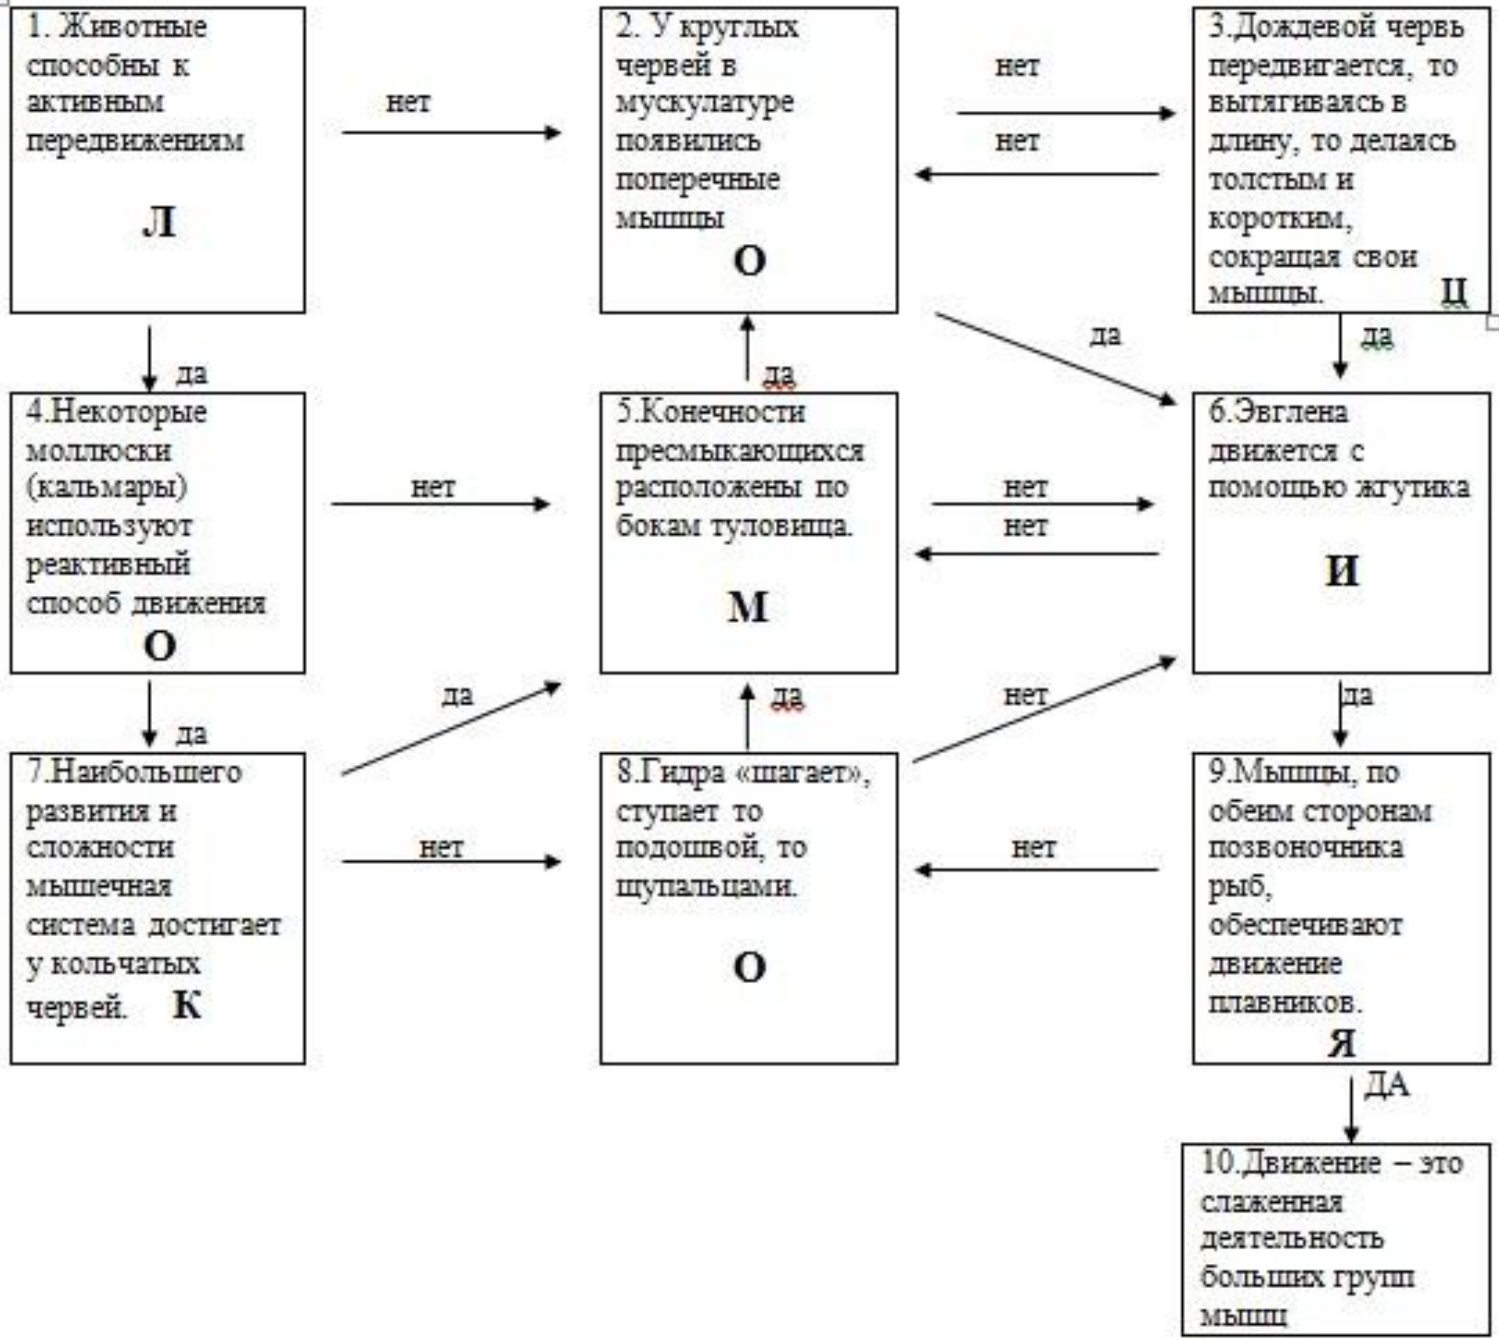 1. Животные
способны к
активным
передвижениям
Л
нет
2. У круглых
червей в
мускулатуре
появились
поперечные
мышцы
О
нет
нет
3.Дождевой червь
передвигается, то
вытягиваясь в
длину, то делаясь
толстым и
коротким,
сокращая свои
мышцы. Ц
да
да
да
да
4.Некоторые
моллюски
(кальмары)
используют
реактивный
способ движения
О
нет
5.Конечности
пресмыкающихся
расположены по
бокам туловища.
М
нет
нет
6.Эвглена
движется с
помощью жгутика
И
да
да
да
нет
да
7.Наибольшего
развития и
сложности
мышечная
система достигает
у кольчатых
червей. К
нет
8.Гидра «шагает»,
ступает то
подошвой, то
щупальцами.
О
нет
9.Мышцы, по
обеим сторонам
позвоночника
рыб,
обеспечивают
движение
плавников.
Я
ДА
10.Движение – это
слаженная
деятельность
больших групп
мышц